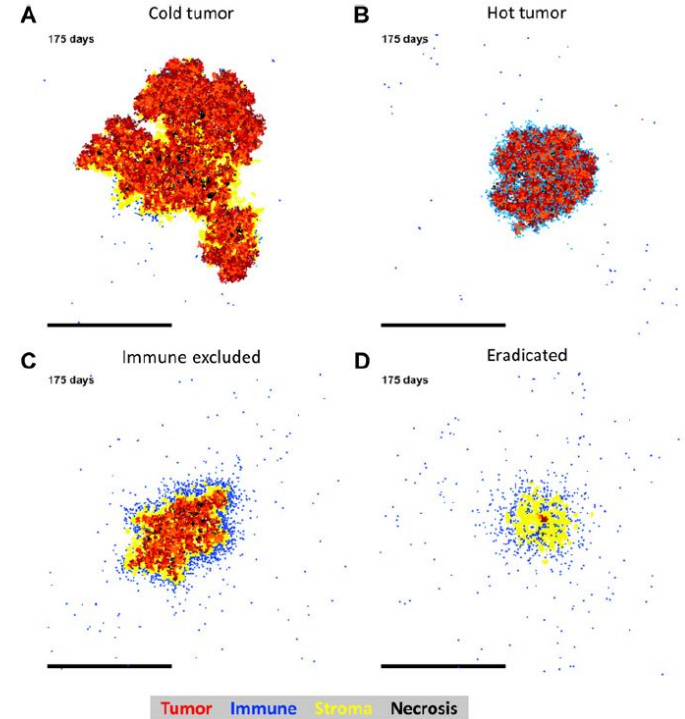 A
Cold tumor
175 days
B
Hot tumor
175 days
C
Immune excluded
175 days
D
Eradicated
175 days
Tumor Immune Stroma Necrosis